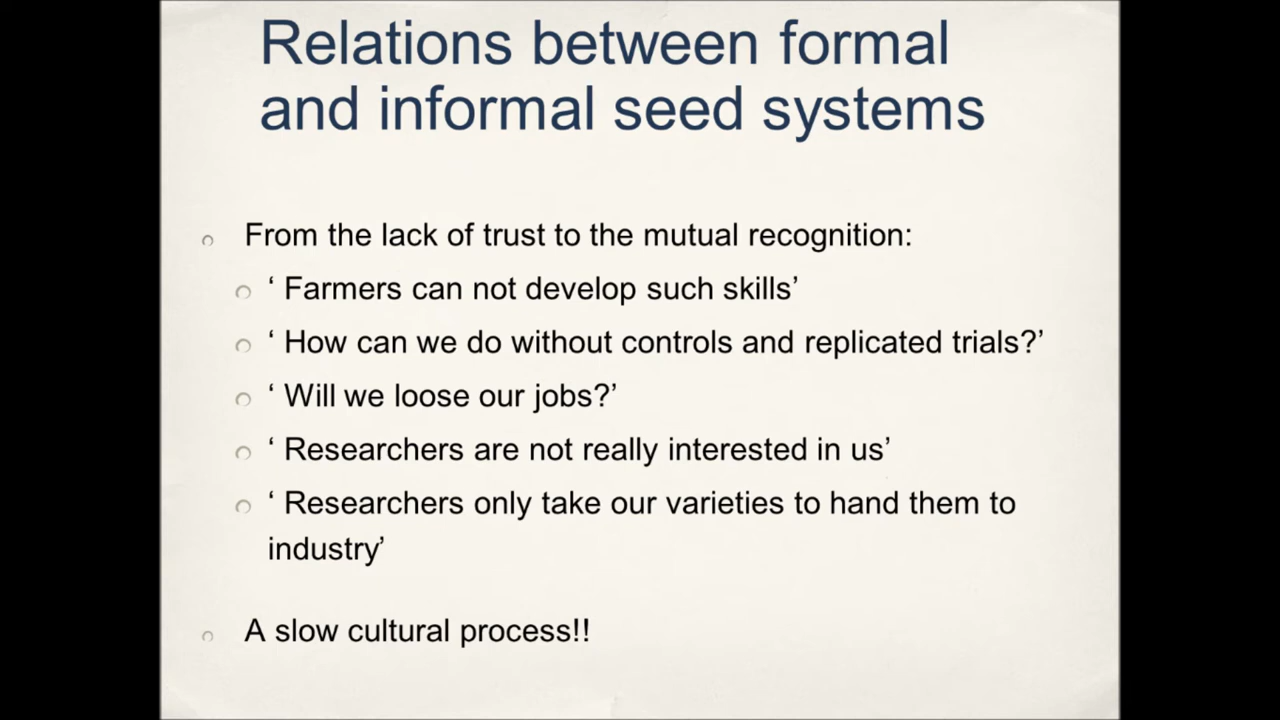 Relations between formal
and informal seed systems
From the lack of trust to the mutual recognition:
‘ Farmers can not develop such skills’
‘ How can we do without controls and replicated trials?’
‘ Will we loose our jobs?’
‘ Researchers are not really interested in us’
‘ Researchers only take our varieties to hand them to
industry’
A slow cultural process!!